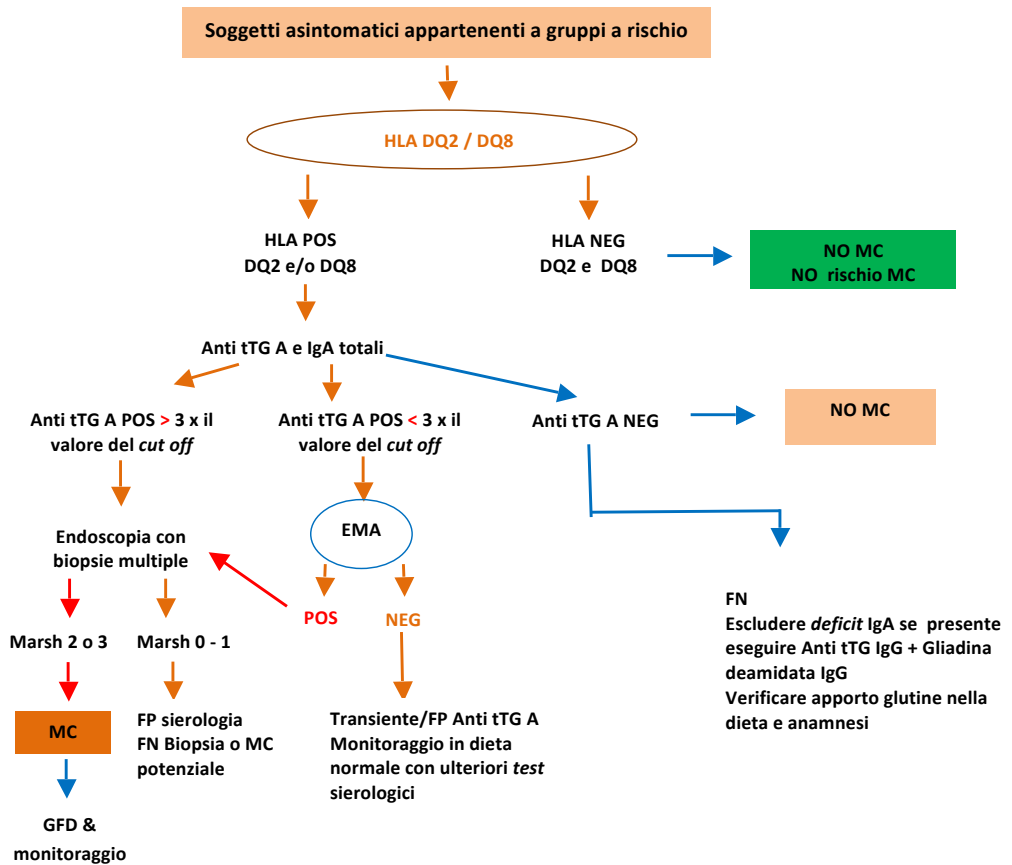 Soggetti asintomatici appartenenti a gruppi a rischio
HLA DQ2 / DQ8
HLA POS
DQ2 e/o DQ8
HLA NEG
DQ2 e DQ8
NO MC
NO rischio MC
Anti tTG A e IgA totali
Anti tTG A POS > 3 x il
valore del cut off
Anti tTG A POS < 3 x il
valore del cut off
Anti tTG A NEG
NO MC
Endoscopia con
biopsie multiple
EMA
POS
NEG
FN
Escludere deficit IgA se presente
eseguire Anti tTG IgG + Gliadina
deamidata IgG
Verificare apporto glutine nella
dieta e anamnesi
Marsh 2 o 3
Marsh 0 - 1
MC
FP sierologia
FN Biopsia o MC
potenziale
Transiente/FP Anti tTG A
Monitoraggio in dieta
normale con ulteriori test
sierologici
GFD &
monitoraggio